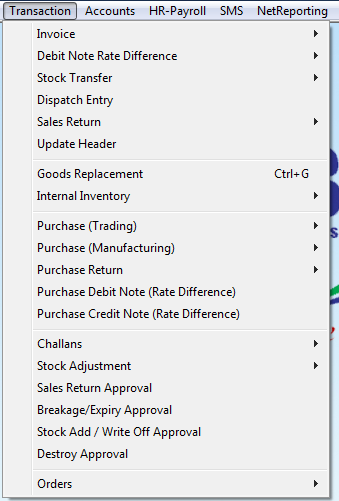 Transaction Accounts HR-Payroll SMS NetReporting
Invoice
Debit Note Rate Difference
Stock Transfer
Dispatch Entry
Sales Return
Update Header
Goods Replacement Ctrl+G
Internal Inventory
Purchase (Trading)
Purchase (Manufacturing)
Purchase Return
Purchase Debit Note (Rate Difference)
Purchase Credit Note (Rate Difference)
Challans
Stock Adjustment
Sales Return Approval
Breakage/Expiry Approval
Stock Add / Write Off Approval
Destroy Approval
Orders